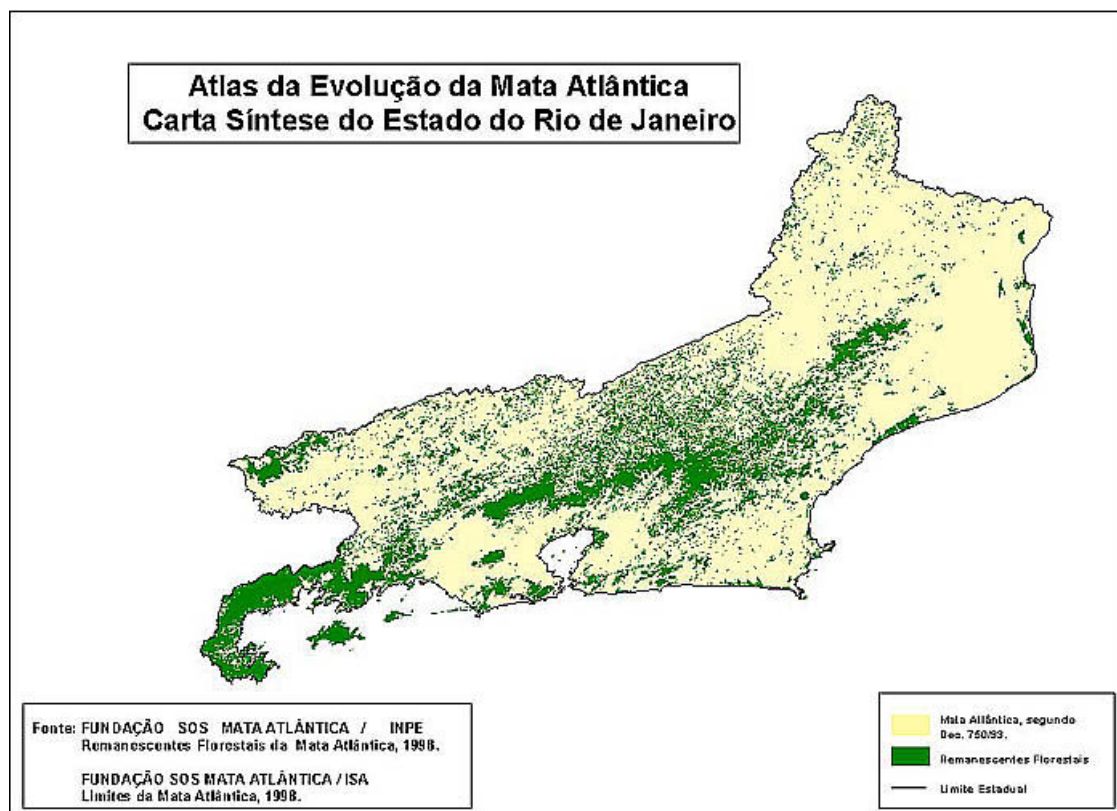 Atlas da Evolução da Mata Atlântica
Carta Síntese do Estado do Rio de Janeiro
Fonte: FUNDAÇÃO SOS MATA ATLÂNTICA / INPE
Remanescentes Florestais da Mata Atlântica, 1998.
FUNDAÇÃO SOS MATA ATLÂNTICA / ISA
Limites da Mata Atlântica, 1998.
Mata Atlântica, segundo
Dec. 750/93.
Remanescentes Florestais
Limite Estadual